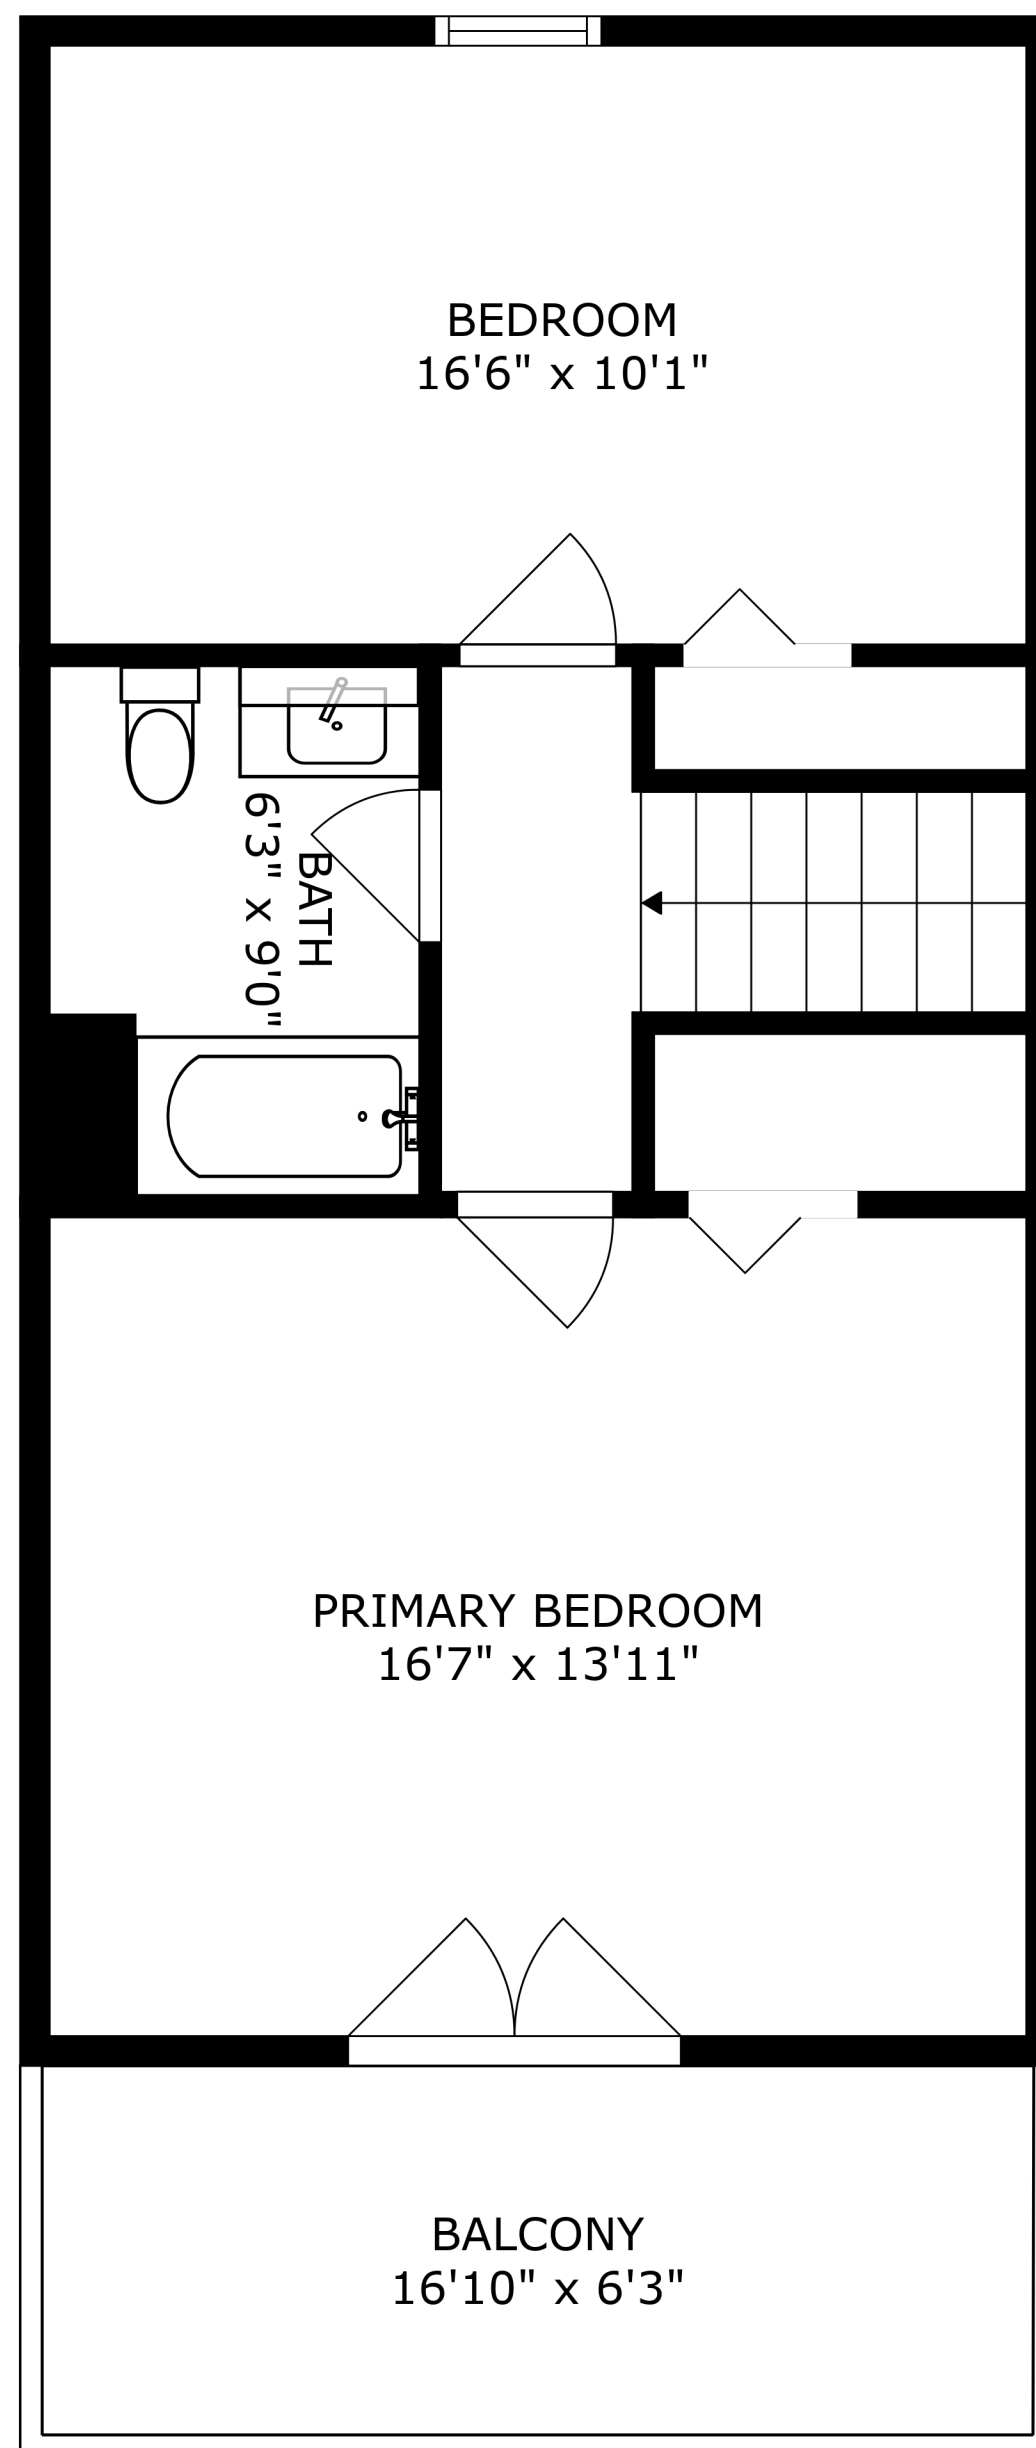 BEDROOM
16'6" x 10'1"
BATH
6'3" x 9'0"
PRIMARY BEDROOM
16'7" x 13'11"
BALCONY
16'10" x 6'3"